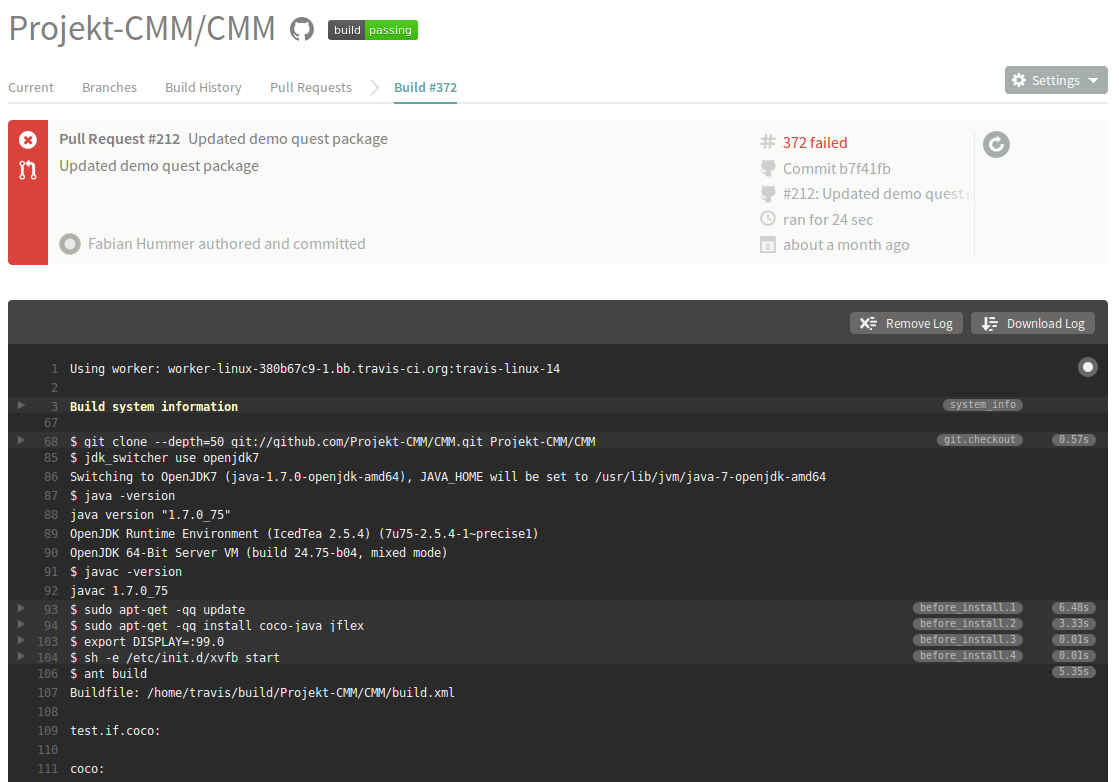 Projekt-CMM/CMM build passing
Current Branches Build History Pull Requests Build #372 Settings
Pull Request #212 Updated demo quest package
Updated demo quest package
Fabian Hummer authored and committed
372 failed
Commit b7f41fb
#212: Updated demo quest
ran for 24 sec
about a month ago
Remove Log Download Log
1 Using worker: worker-linux-380b67c9-1.bb.travis-ci.org:travis-linux-14
2
3 Build system information system_info
67
68 $ git clone --depth=50 git://github.com/Projekt-CMM/CMM.git Projekt-CMM/CMM git.checkout 0.57s
85 $ jdk_switcher use openjdk7
86 Switching to OpenJDK7 (java-1.7.0-openjdk-amd64), JAVA_HOME will be set to /usr/lib/jvm/java-7-openjdk-amd64
87 $ java -version
88 java version "1.7.0_75"
89 OpenJDK Runtime Environment (IcedTea 2.5.4) (7u75-2.5.4-1~precise1)
90 OpenJDK 64-Bit Server VM (build 24.75-b04, mixed mode)
91 $ javac -version
92 javac 1.7.0_75
93 $ sudo apt-get -qq update before_install.1 6.48s
94 $ sudo apt-get -qq install coco-java jflex before_install.2 3.33s
103 $ export DISPLAY=:99.0 before_install.3 0.01s
104 $ sh -e /etc/init.d/xvfb start before_install.4 0.01s
106 $ ant build 5.35s
107 Buildfile: /home/travis/build/Projekt-CMM/CMM/build.xml
108
109 test.if.coco:
110
111 coco: